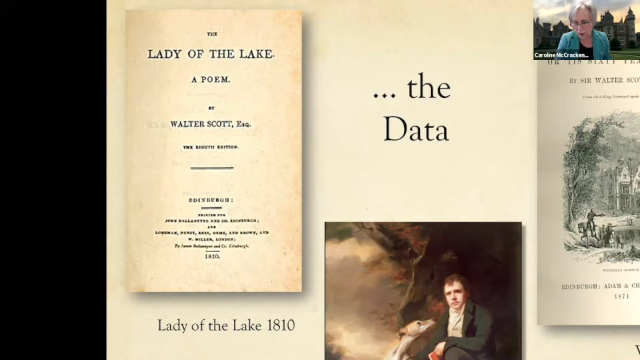 THE
LADY OF THE LAKE.
A POEM.
BY
WALTER SCOTT, Esq.
THE EIGHTH EDITION.
EDINBURGH:
PRINTED FOR
JOHN BALLANTYNE AND CO. EDINBURGH;
AND
LONGMAN, HURST, REES, ORME, AND BROWN, AND
W. MILLER, LONDON;
By James Ballantyne and Co. Edinburgh.
1810.
Lady of the Lake 1810
... the
Data
Caroline McCracken...
BY SIR WALTER SCO
EDINBURGH: ADAM & CH
1871